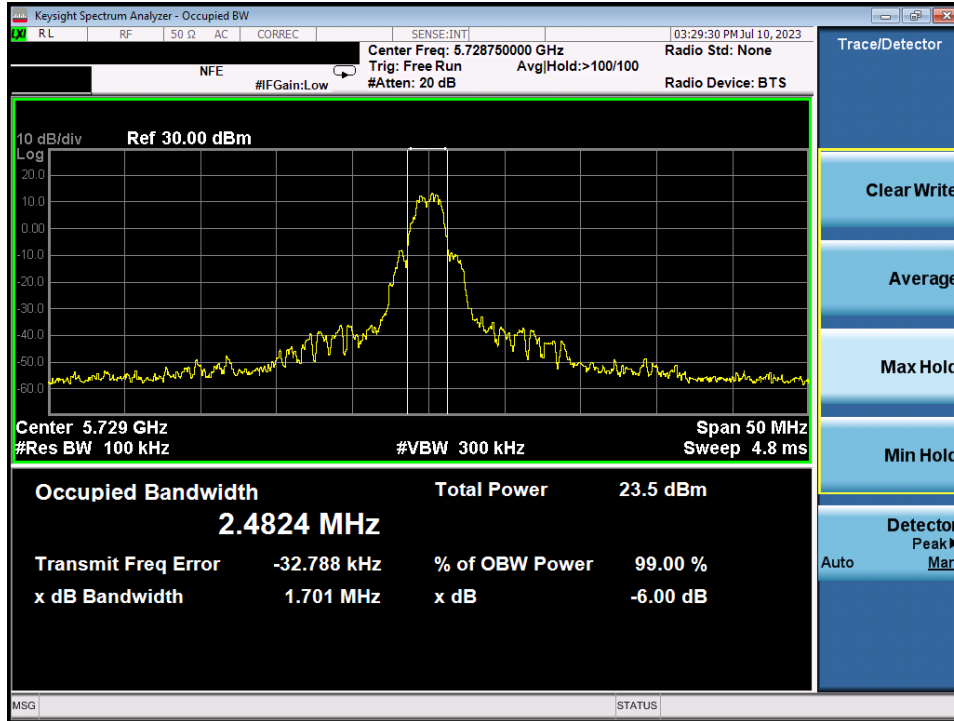 Keysight Spectrum Analyzer - Occupied BW
LXI RL RF 50 Ω AC CORREC SENSE:INT 03:29:30 PM Jul 10, 2023
Center Freq: 5.728750000 GHz Radio Std: None
NFE Trig: Free Run Avg|Hold:>100/100
#IFGain:Low #Atten: 20 dB Radio Device: BTS
10 dB/div Ref 30.00 dBm
Log
20.0
10.0
0.00
-10.0
-20.0
-30.0
-40.0
-50.0
-60.0
Center 5.729 GHz Span 50 MHz
#Res BW 100 kHz #VBW 300 kHz Sweep 4.8 ms
Occupied Bandwidth Total Power 23.5 dBm
2.4824 MHz
Transmit Freq Error -32.788 kHz % of OBW Power 99.00 %
x dB Bandwidth 1.701 MHz x dB -6.00 dB
Trace/Detector
Clear Write
Average
Max Hold
Min Hold
Detector
Peak
Auto Man
MSG STATUS